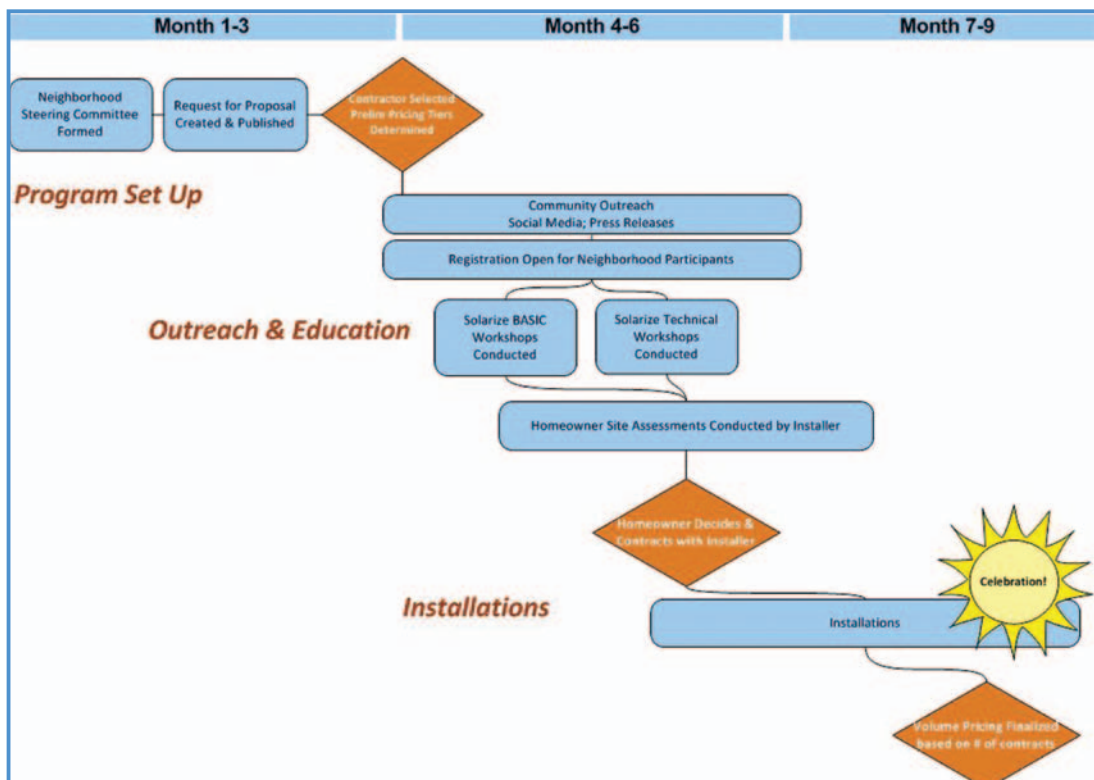 Month 1-3
Month 4-6
Month 7-9
Neighborhood
Steering Committee
Formed
Request for Proposal
Created & Published
Contractor Selected
Prelim Pricing Tiers
Determined
Program Set Up
Community Outreach
Social Media; Press Releases
Registration Open for Neighborhood Participants
Outreach & Education
Solarize BASIC
Workshops
Conducted
Solarize Technical
Workshops
Conducted
Homeowner Site Assessments Conducted by Installer
Homeowner Decides &
Contracts with Installer
Celebration!
Installations
Installations
Volume Pricing Finalized
based on # of contracts